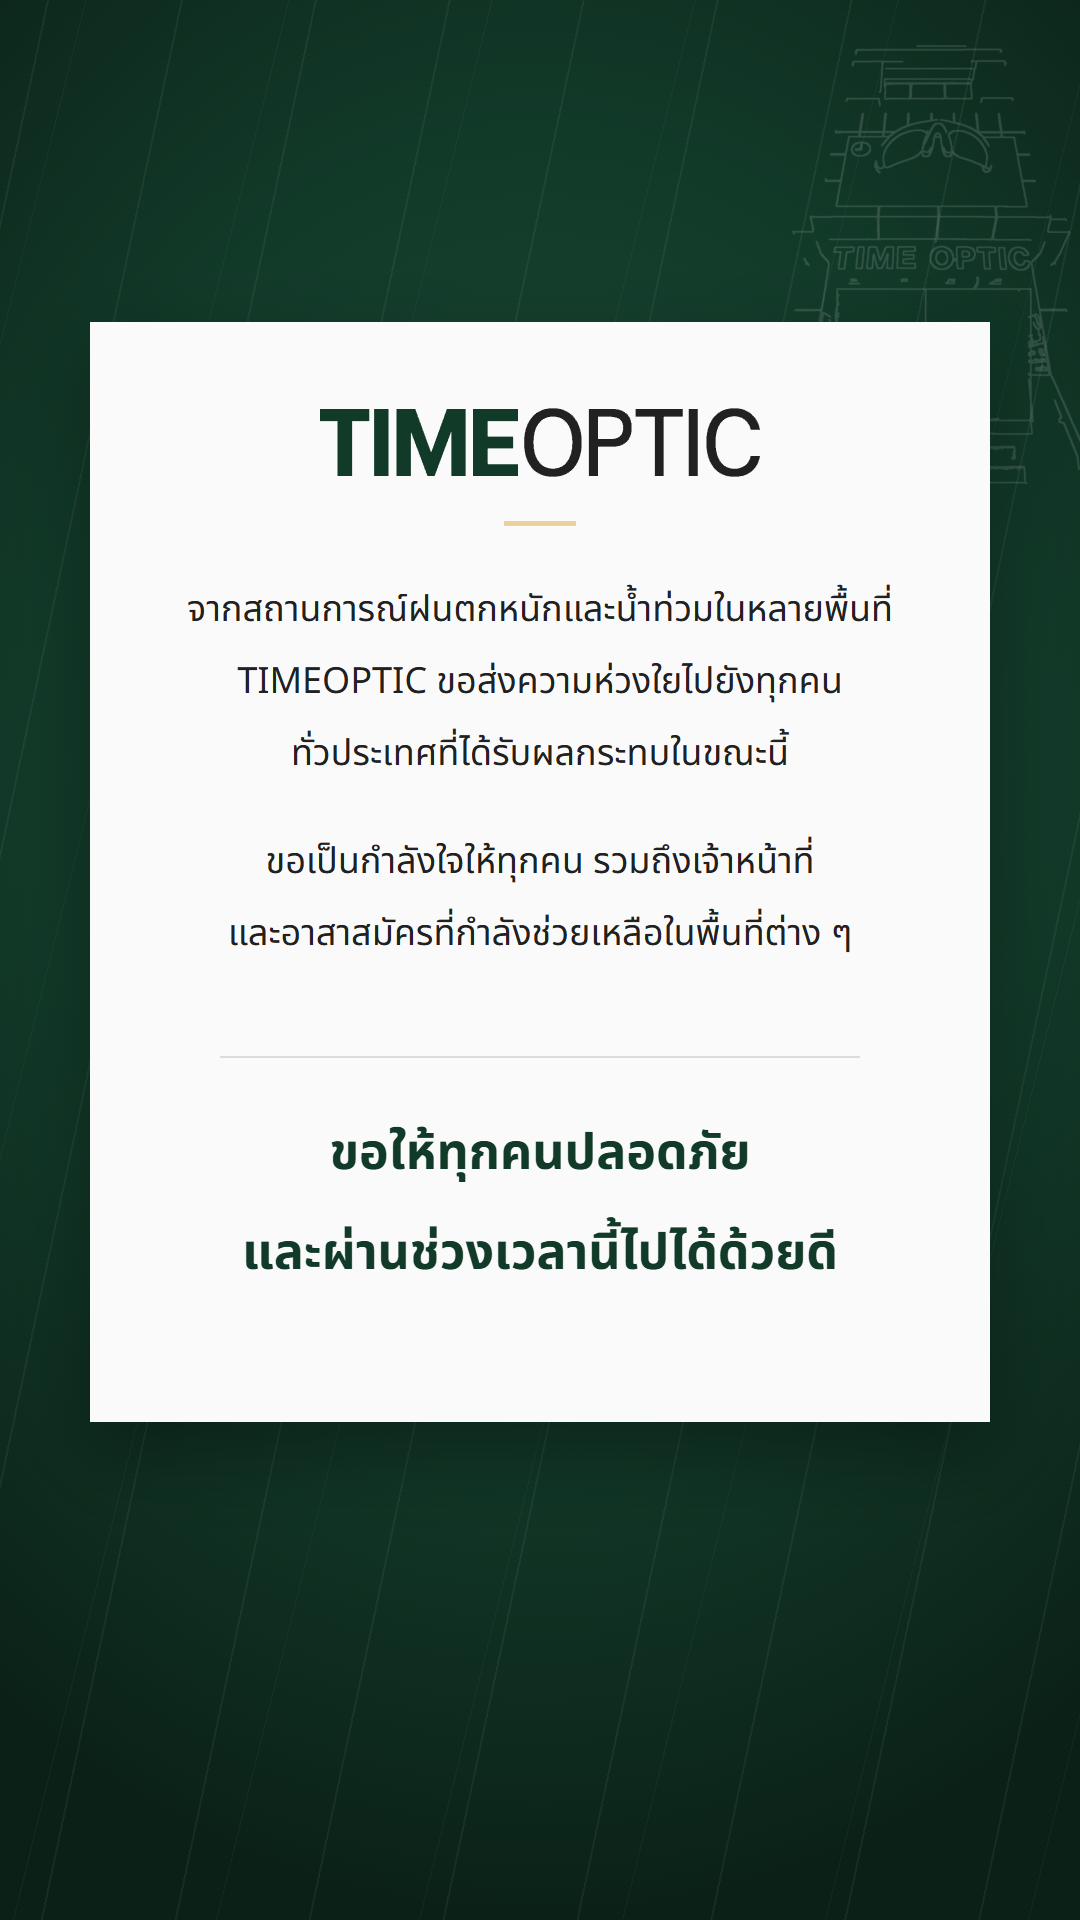 TIME OPTIC
TIMEOPTIC
จากสถานการณ์ฝนตกหนักและน้ำท่วมในหลายพื้นที่
TIMEOPTIC ขอส่งความห่วงใยไปยังทุกคน
ทั่วประเทศที่ได้รับผลกระทบในขณะนี้
ขอเป็นกำลังใจให้ทุกคน รวมถึงเจ้าหน้าที่
และอาสาสมัครที่กำลังช่วยเหลือในพื้นที่ต่าง ๆ
ขอให้ทุกคนปลอดภัย
และผ่านช่วงเวลานี้ไปได้ด้วยดี